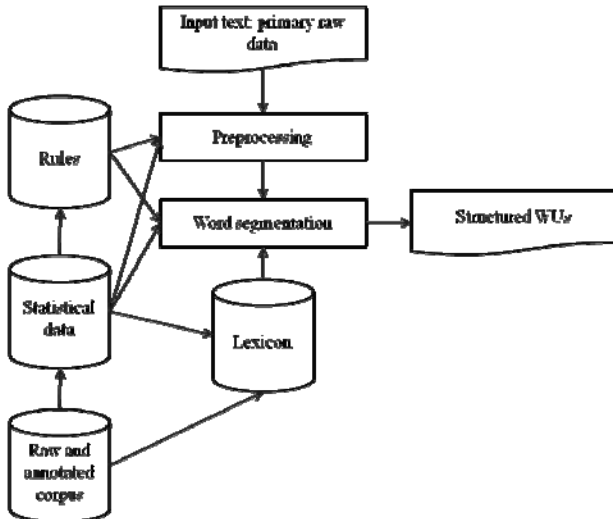 Input text: primary raw
data
Preprocessing
Rules
Word segmentation
Structured WUs
Statistical
data
Lexicon
Raw and
annotated
corpus